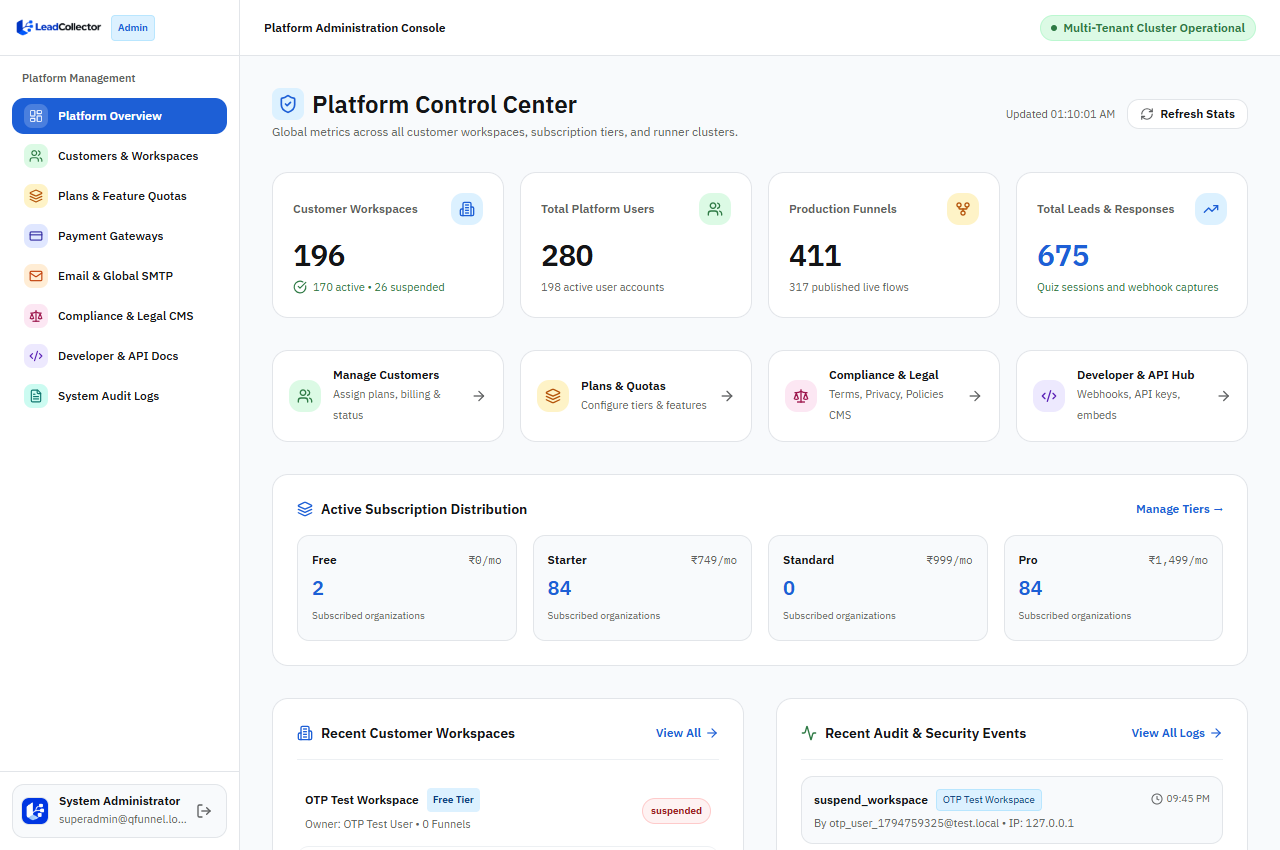 LeadCollector
Admin
Platform Administration Console
Multi-Tenant Cluster Operational
Platform Management
Platform Overview
Customers & Workspaces
Plans & Feature Quotas
Payment Gateways
Email & Global SMTP
Compliance & Legal CMS
Developer & API Docs
System Audit Logs
System Administrator
superadmin@qfunnel.lo...
Platform Control Center
Global metrics across all customer workspaces, subscription tiers, and runner clusters.
Updated 01:10:01 AM
Refresh Stats
Customer Workspaces
196
170 active • 26 suspended
Total Platform Users
280
198 active user accounts
Production Funnels
411
317 published live flows
Total Leads & Responses
675
Quiz sessions and webhook captures
Manage Customers
Assign plans, billing &
status
Plans & Quotas
Configure tiers & features
Compliance & Legal
Terms, Privacy, Policies
CMS
Developer & API Hub
Webhooks, API keys,
embeds
Active Subscription Distribution
Manage Tiers →
Free
₹0/mo
2
Subscribed organizations
Starter
₹749/mo
84
Subscribed organizations
Standard
₹999/mo
0
Subscribed organizations
Pro
₹1,499/mo
84
Subscribed organizations
Recent Customer Workspaces
View All
OTP Test Workspace
Free Tier
Owner: OTP Test User • 0 Funnels
suspended
Recent Audit & Security Events
View All Logs
suspend_workspace
OTP Test Workspace
09:45 PM
By otp_user_1794759325@test.local • IP: 127.0.0.1